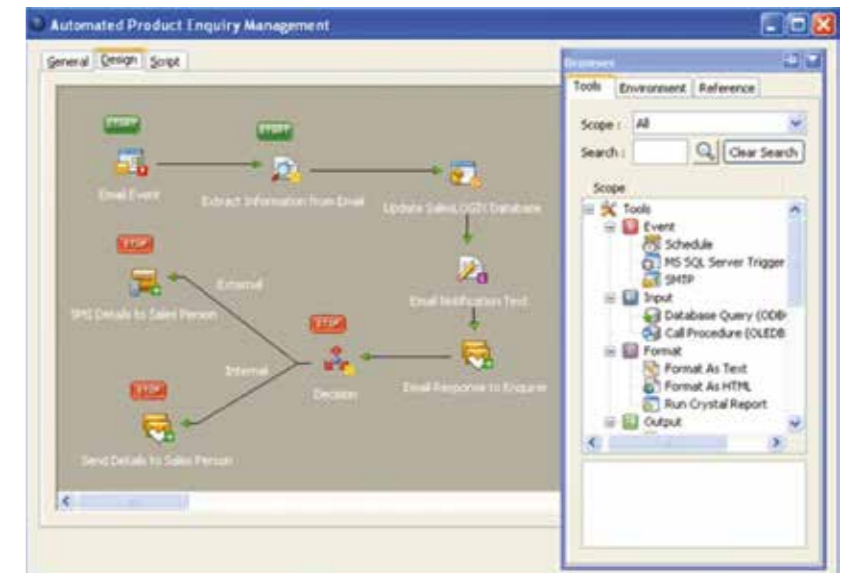 Automated Product Enquiry Management
General Design Script
START
START
Email Event
Extract Information from Email
Update SalesLOGIX Database
STOP
External
SMS Details to Sales Person
Email Notification Text
STOP
Internal
Decision
Email Response to Enquirer
STOP
Send Details to Sales Person
Browser
Tools Environment Reference
Scope : All
Search : Clear Search
Scope
Tools
Event
Schedule
MS SQL Server Trigger
SMTP
Input
Database Query (ODB
Call Procedure (OLEDB
Format
Format As Text
Format As HTML
Run Crystal Report
Output